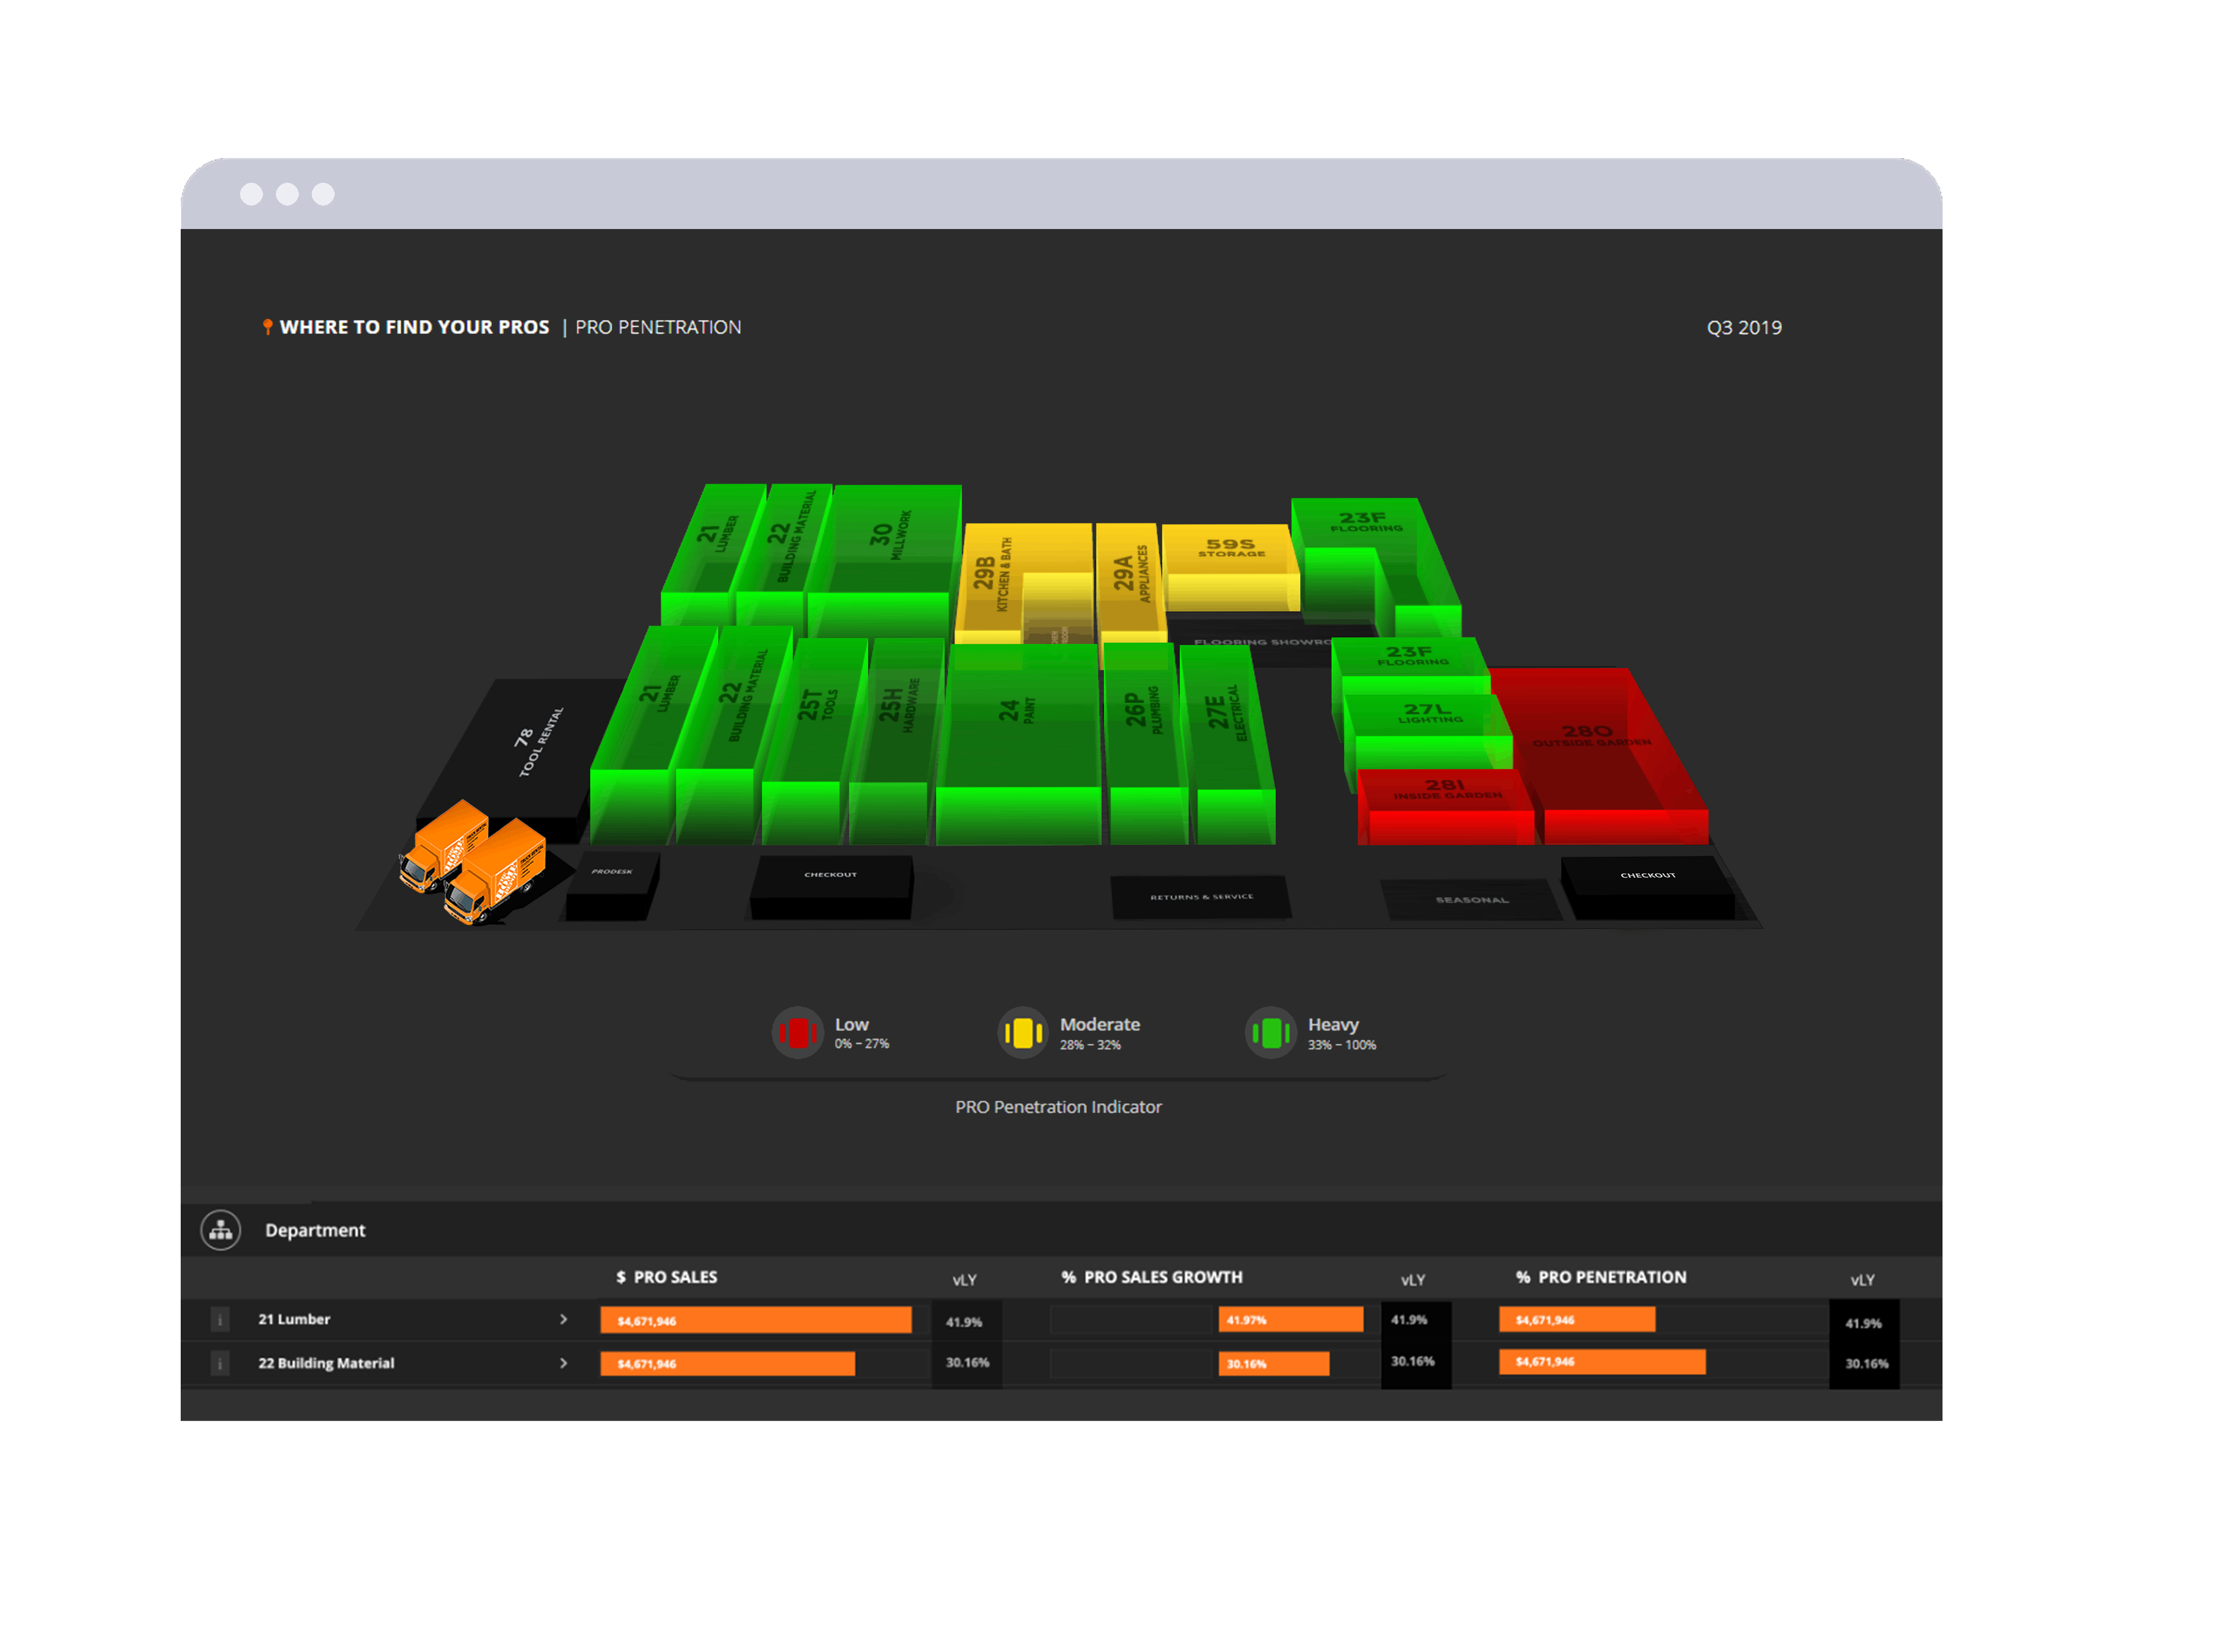 WHERE TO FIND YOUR PROS | PRO PENETRATION
Q3 2019
21
LUMBER
22
BUILDING MATERIAL
30
MILLWORK
29B
KITCHEN & BATH
29A
APPLIANCES
59S
STORAGE
23F
FLOORING
FLOORING SHOWRO
21
LUMBER
22
BUILDING MATERIAL
25T
TOOLS
25H
HARDWARE
24
PAINT
26P
PLUMBING
27E
ELECTRICAL
23F
FLOORING
27L
LIGHTING
28O
OUTSIDE GARDEN
28I
INSIDE GARDEN
78
TOOL RENTAL
PRODESK
CHECKOUT
RETURNS & SERVICE
SEASONAL
CHECKOUT
Low
0% – 27%
Moderate
28% – 32%
Heavy
33% – 100%
PRO Penetration Indicator
Department
$ PRO SALES vLY % PRO SALES GROWTH vLY % PRO PENETRATION vLY
i 21 Lumber > $4,671,946 41.9% 41.97% 41.9% $4,671,946 41.9%
i 22 Building Material > $4,671,946 30.16% 30.16% 30.16% $4,671,946 30.16%